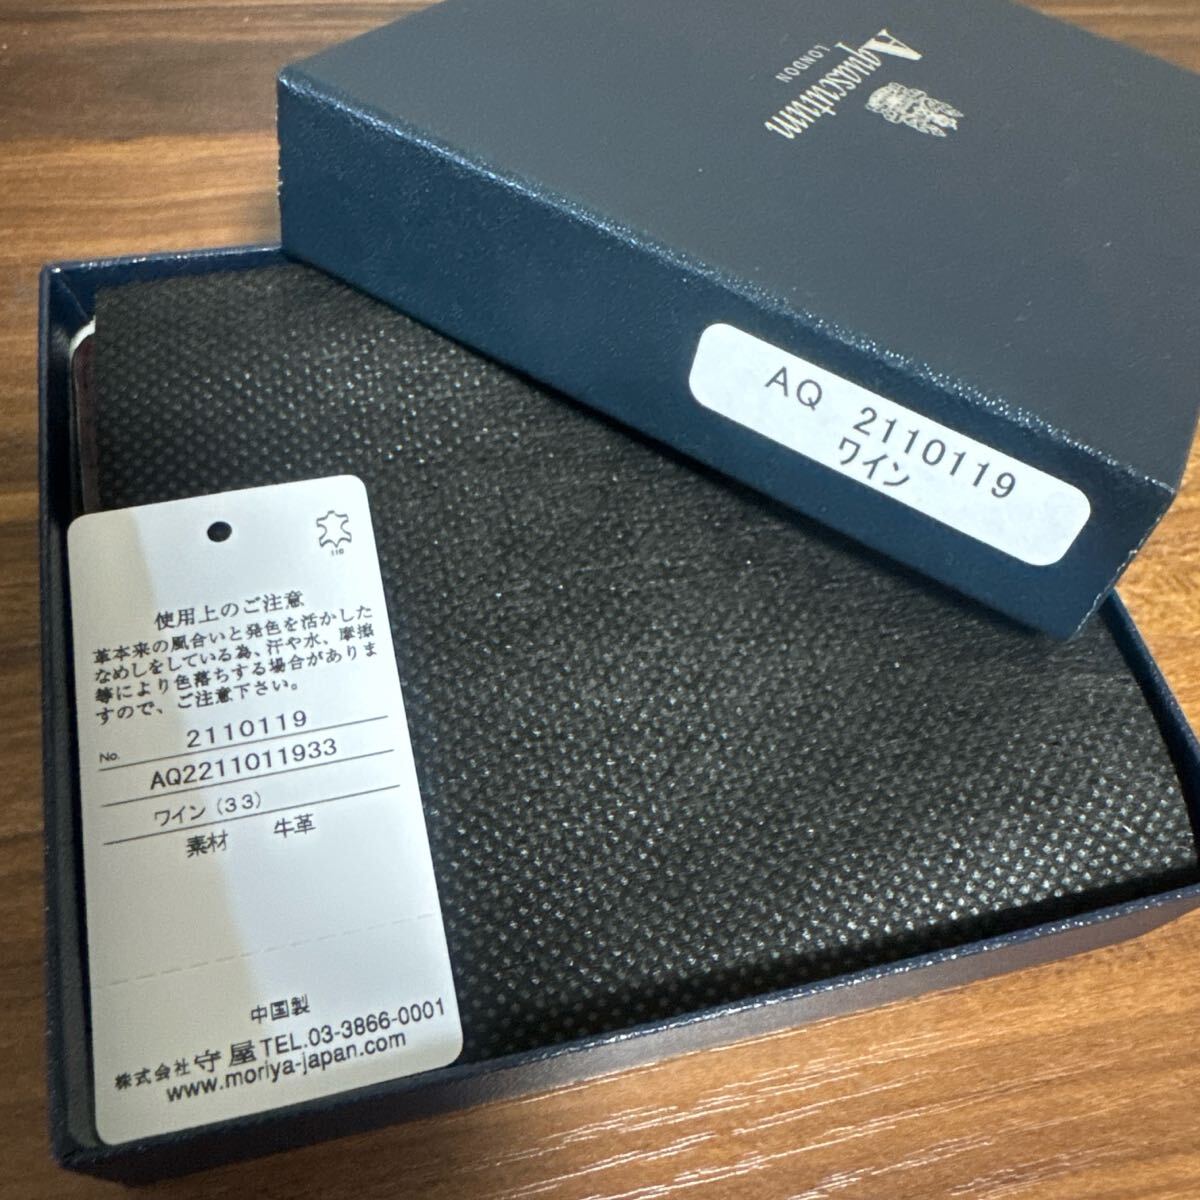 Aquascutum
LONDON
AQ 2110119
ワイン
110
使用上のご注意
革本来の風合いと発色を活かした
なめしをしている為、汗や水、摩擦
等により色落ちする場合がありま
すので、ご注意下さい。
No. 2110119
AQ2211011933
ワイン(33)
素材 牛革
中国製
株式会社 守屋 TEL.03-3866-0001
www.moriya-japan.com